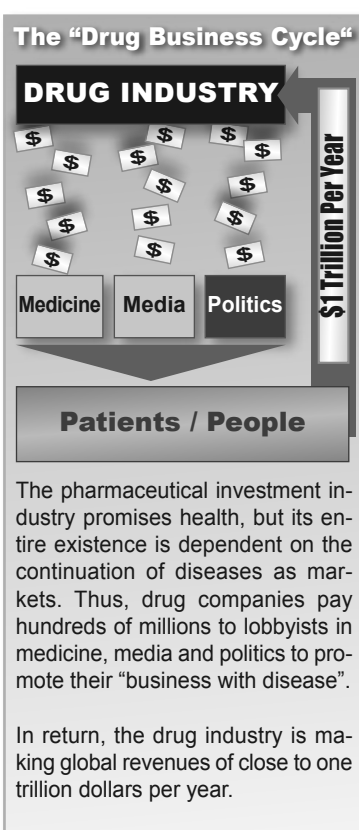 The “Drug Business Cycle“
DRUG INDUSTRY
$ $ $
$ $
$ $ $
$ $ $
$ $ $
Medicine Media Politics
$1 Trillion Per Year
Patients / People
The pharmaceutical investment in-
dustry promises health, but its en-
tire existence is dependent on the
continuation of diseases as mar-
kets. Thus, drug companies pay
hundreds of millions to lobbyists in
medicine, media and politics to pro-
mote their “business with disease”.
In return, the drug industry is ma-
king global revenues of close to one
trillion dollars per year.